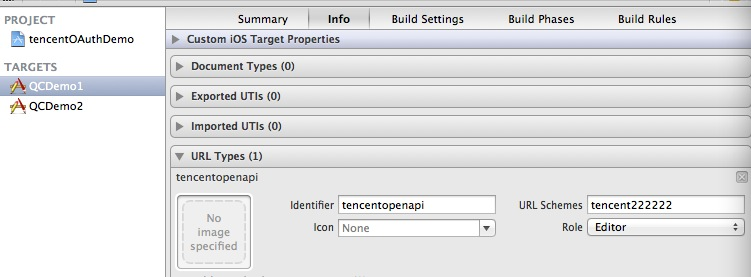 PROJECT
tencentOAuthDemo
TARGETS
QCDemo1
QCDemo2
Summary Info Build Settings Build Phases Build Rules
Custom iOS Target Properties
Document Types (0)
Exported UTIs (0)
Imported UTIs (0)
URL Types (1)
tencentopenapi
No image specified
Identifier tencentopenapi URL Schemes tencent222222
Icon None Role Editor